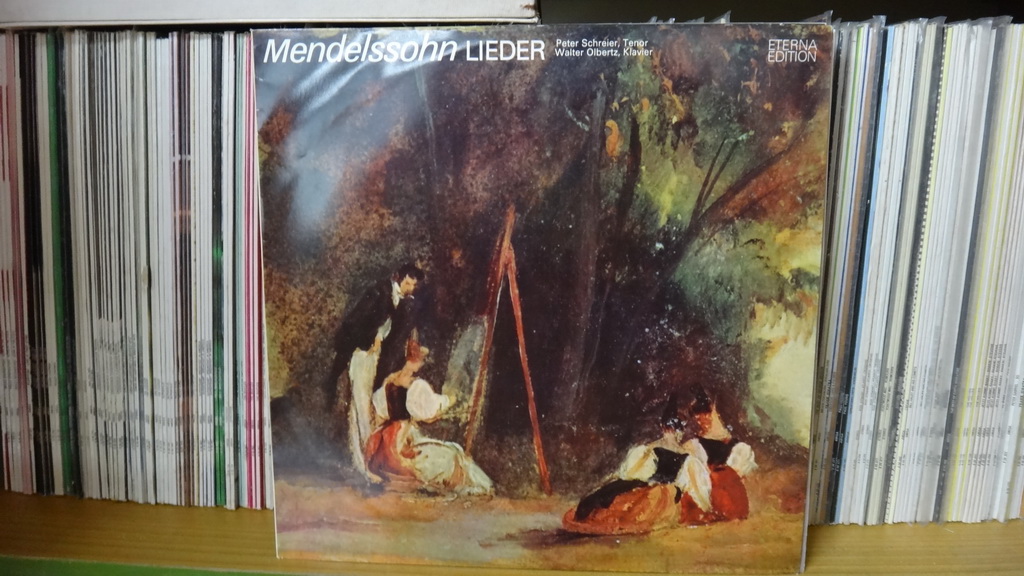 Mendelssohn LIEDER
Peter Schreier, Tenor
Walter Olbertz, Klavier
ETERNA
EDITION